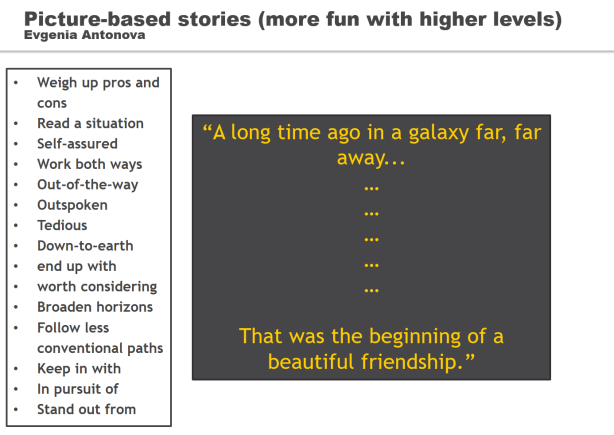 Picture-based stories (more fun with higher levels)
Evgenia Antonova
• Weigh up pros and
cons
• Read a situation
• Self-assured
• Work both ways
• Out-of-the-way
• Outspoken
• Tedious
• Down-to-earth
• end up with
• worth considering
• Broaden horizons
• Follow less
conventional paths
• Keep in with
• In pursuit of
• Stand out from
“A long time ago in a galaxy far, far
away...
…
…
…
…
…
That was the beginning of a
beautiful friendship.”